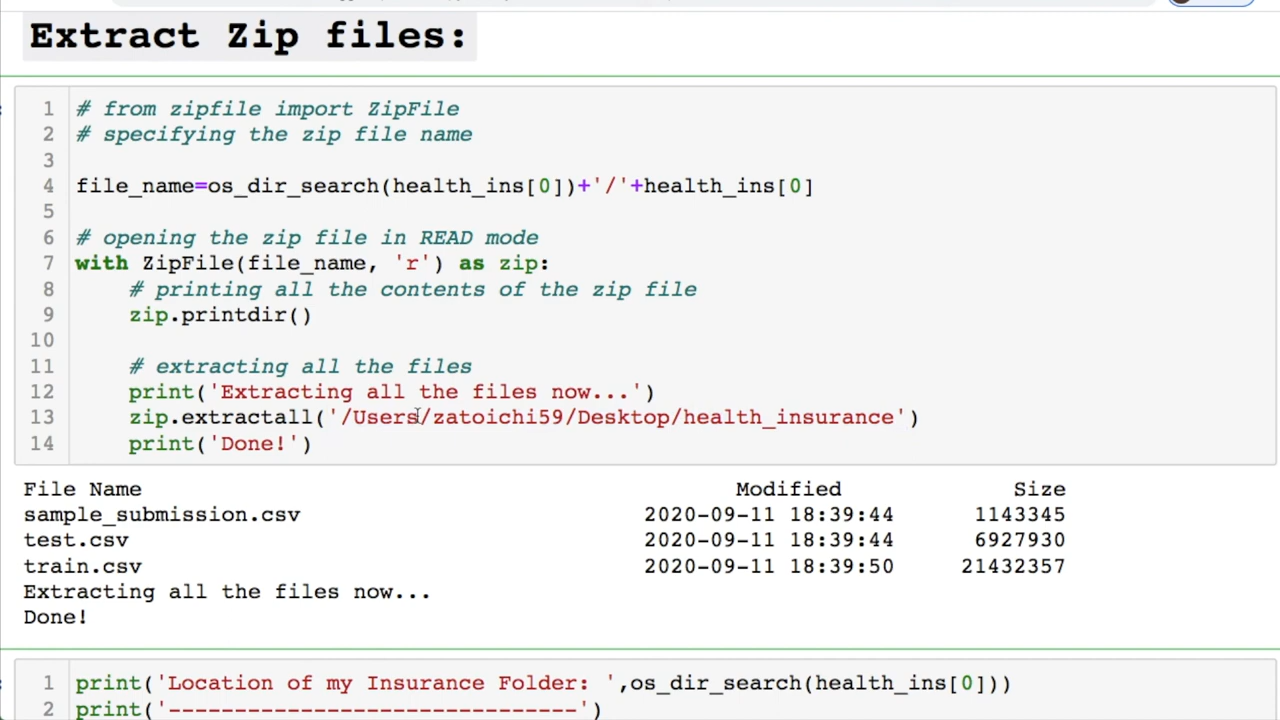 Extract Zip files:
1 # from zipfile import ZipFile
2 # specifying the zip file name
3
4 file_name=os_dir_search(health_ins[0])+'/'+health_ins[0]
5
6 # opening the zip file in READ mode
7 with ZipFile(file_name, 'r') as zip:
8     # printing all the contents of the zip file
9     zip.printdir()
10
11     # extracting all the files
12     print('Extracting all the files now...')
13     zip.extractall('/Users/zatoichi59/Desktop/health_insurance')
14     print('Done!')
File Name Modified Size
sample_submission.csv 2020-09-11 18:39:44 1143345
test.csv 2020-09-11 18:39:44 6927930
train.csv 2020-09-11 18:39:50 21432357
Extracting all the files now...
Done!
1 print('Location of my Insurance Folder: ',os_dir_search(health_ins[0]))
2 print('-------------------------------')